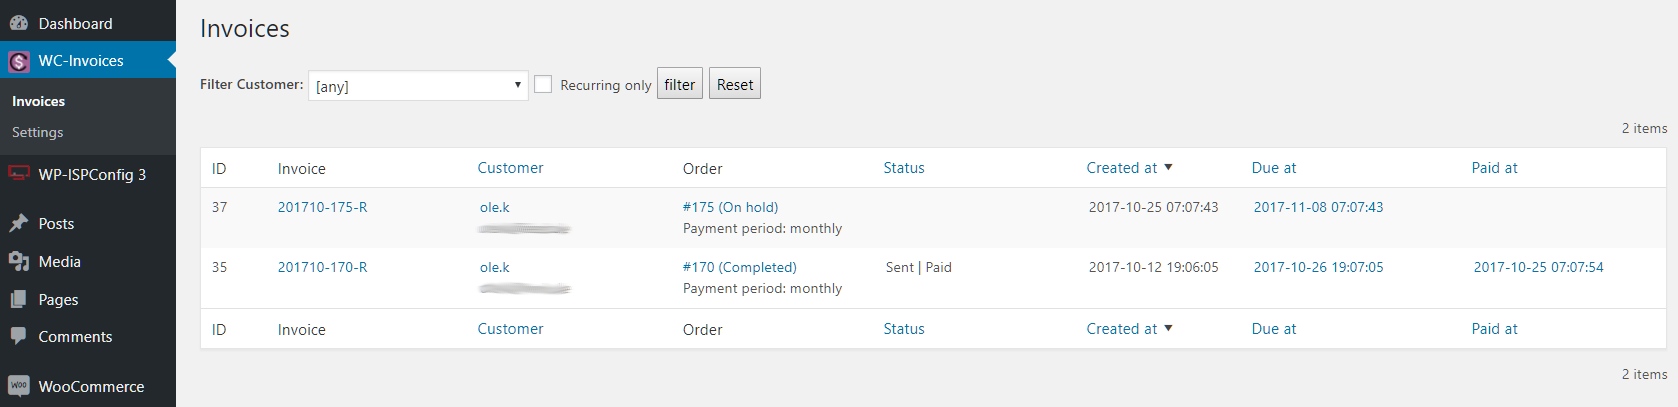 Dashboard
WC-Invoices
Invoices
Settings
WP-ISPConfig 3
Posts
Media
Pages
Comments
WOO WooCommerce
Invoices
Filter Customer: [any] Recurring only filter Reset
2 items
ID Invoice Customer Order Status Created at Due at Paid at
37 201710-175-R ole.k #175 (On hold) 2017-10-25 07:07:43 2017-11-08 07:07:43
Payment period: monthly
35 201710-170-R ole.k #170 (Completed) Sent | Paid 2017-10-12 19:06:05 2017-10-26 19:07:05 2017-10-25 07:07:54
Payment period: monthly
ID Invoice Customer Order Status Created at Due at Paid at
2 items